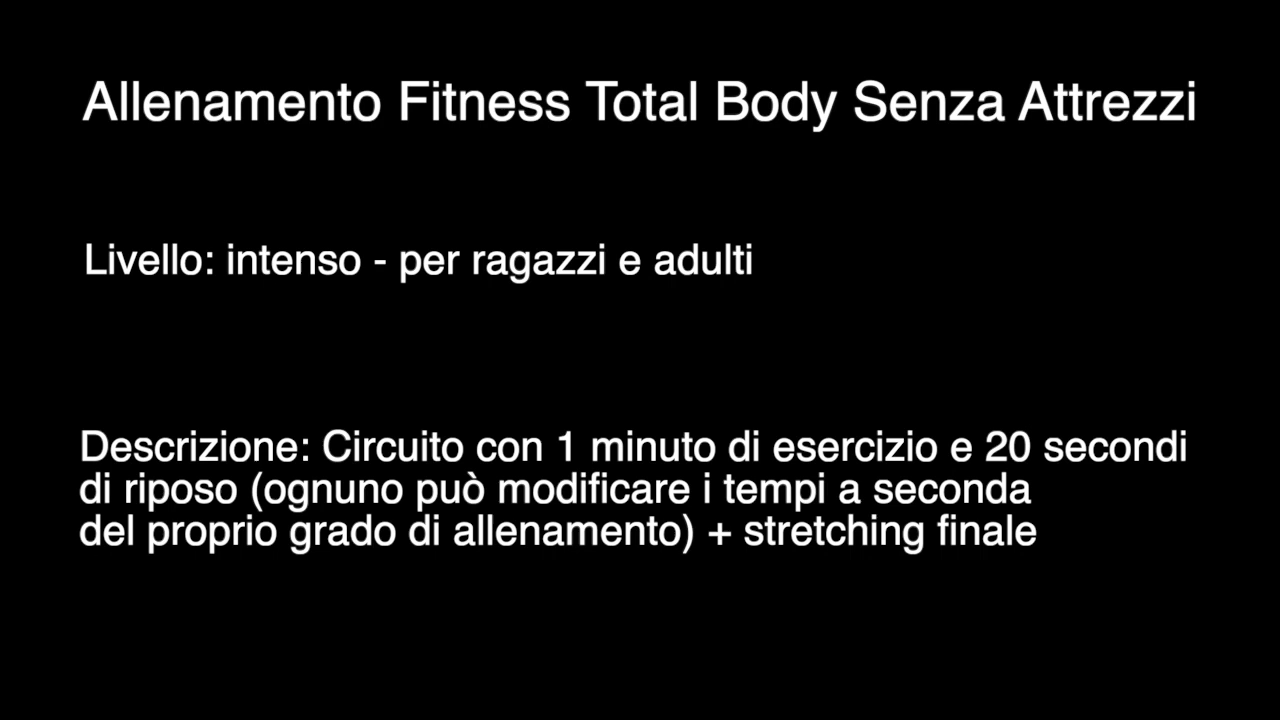 Allenamento Fitness Total Body Senza Attrezzi
Livello: intenso - per ragazzi e adulti
Descrizione: Circuito con 1 minuto di esercizio e 20 secondi
di riposo (ognuno può modificare i tempi a seconda
del proprio grado di allenamento) + stretching finale